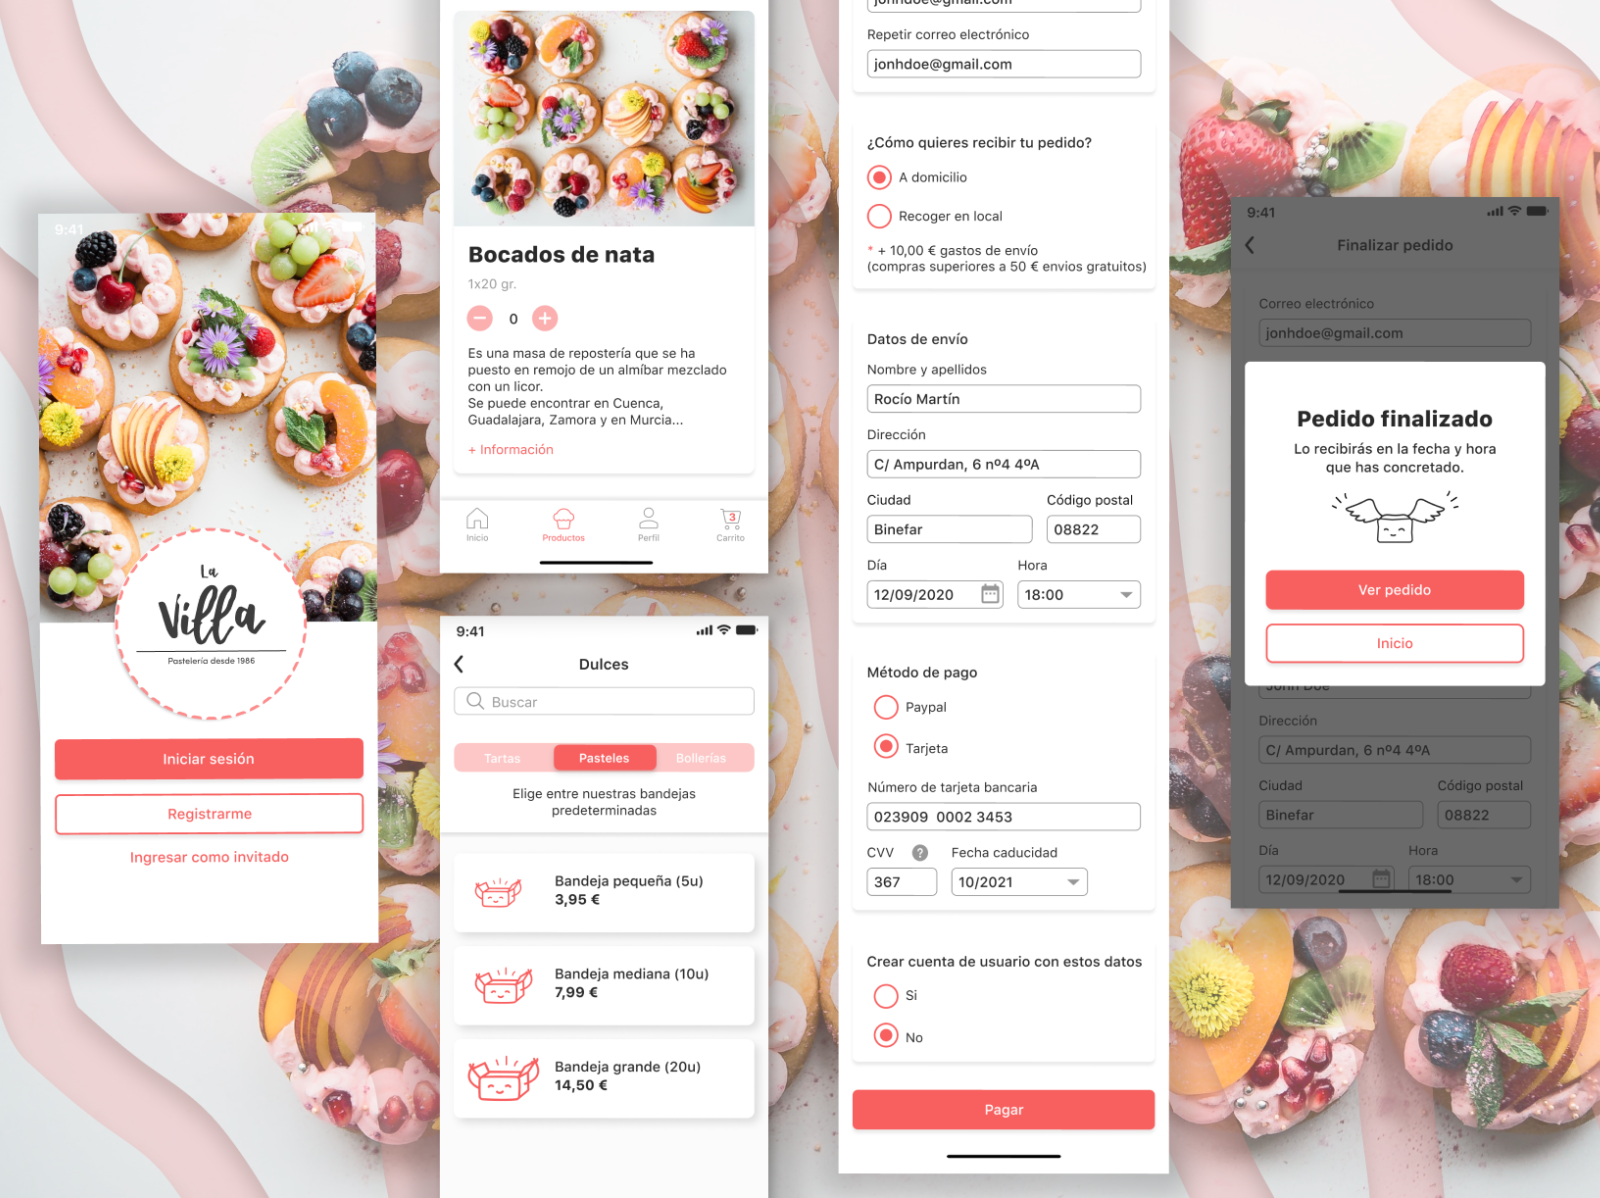 9:41
La
Villa
Pastelería desde 1986
Iniciar sesión
Registrarme
Ingresar como invitado
Bocados de nata
1x20 gr.
0
Es una masa de repostería que se ha
puesto en remojo de un almíbar mezclado
con un licor.
Se puede encontrar en Cuenca,
Guadalajara, Zamora y en Murcia...
+ Información
Inicio
Productos
Perfil
3
Carrito
9:41
Dulces
Buscar
Tartas
Pasteles
Bollerías
Elige entre nuestras bandejas
predeterminadas
Bandeja pequeña (5u)
3,95 €
Bandeja mediana (10u)
7,99 €
Bandeja grande (20u)
14,50 €
jonhdoe@gmail.com
Repetir correo electrónico
jonhdoe@gmail.com
¿Cómo quieres recibir tu pedido?
A domicilio
Recoger en local
* + 10,00 € gastos de envío
(compras superiores a 50 € envios gratuitos)
Datos de envío
Nombre y apellidos
Rocío Martín
Dirección
C/ Ampurdan, 6 nº4 4ºA
Ciudad Código postal
Binefar 08822
Día Hora
12/09/2020 18:00
Método de pago
Paypal
Tarjeta
Número de tarjeta bancaria
023909 0002 3453
CVV ? Fecha caducidad
367 10/2021
Crear cuenta de usuario con estos datos
Si
No
Pagar
9:41
Finalizar pedido
Correo electrónico
jonhdoe@gmail.com
Pedido finalizado
Lo recibirás en la fecha y hora
que has concretado.
Ver pedido
Inicio
John Doe
Dirección
C/ Ampurdan, 6 nº4 4ºA
Ciudad Código postal
Binefar 08822
Día Hora
12/09/2020 18:00